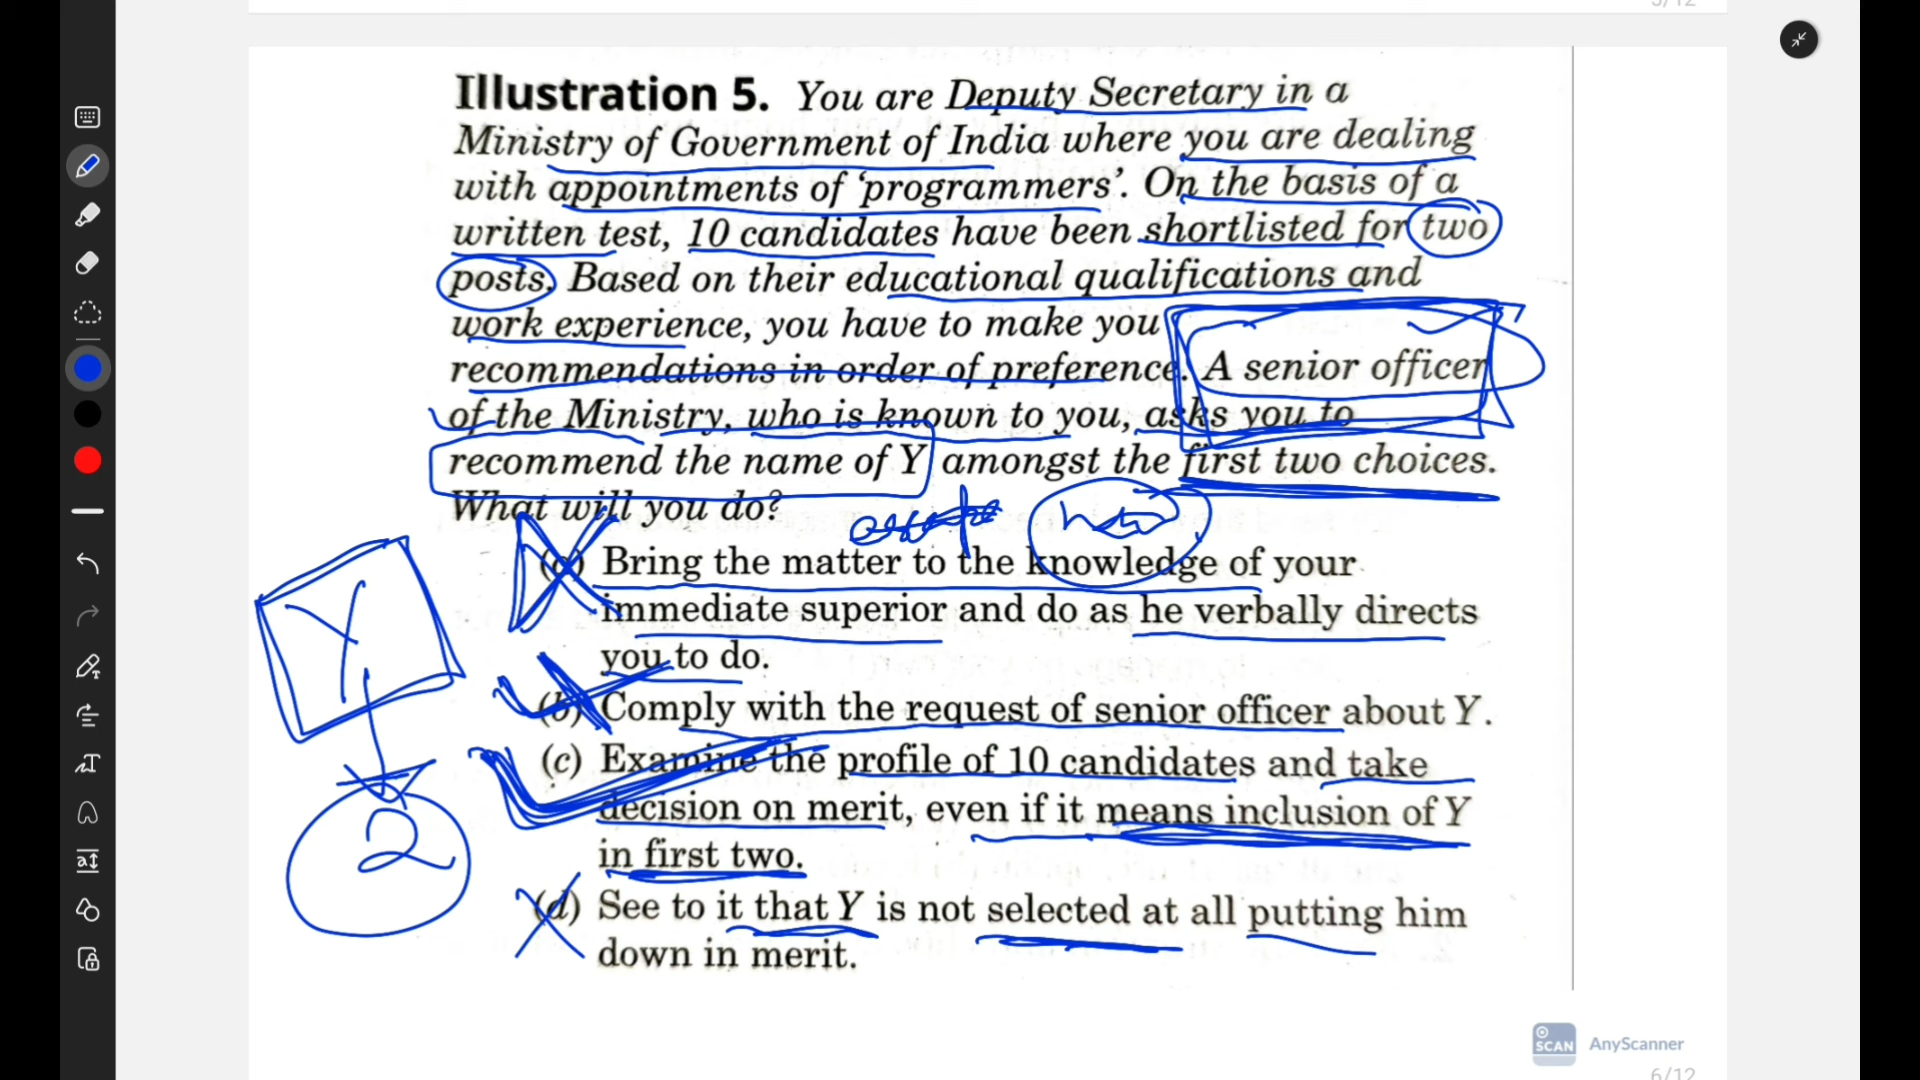 5/12
Illustration 5. You are Deputy Secretary in a
Ministry of Government of India where you are dealing
with appointments of ‘programmers’. On the basis of a
written test, 10 candidates have been shortlisted for two
posts. Based on their educational qualifications and
work experience, you have to make you
recommendations in order of preference. A senior officer
of the Ministry, who is known to you, asks you to
recommend the name of Y amongst the first two choices.
What will you do?
(a) Bring the matter to the knowledge of your
immediate superior and do as he verbally directs
you to do.
(b) Comply with the request of senior officer about Y.
(c) Examine the profile of 10 candidates and take
decision on merit, even if it means inclusion of Y
in first two.
(d) See to it that Y is not selected at all putting him
down in merit.
Y
2
SCAN AnyScanner
6/12